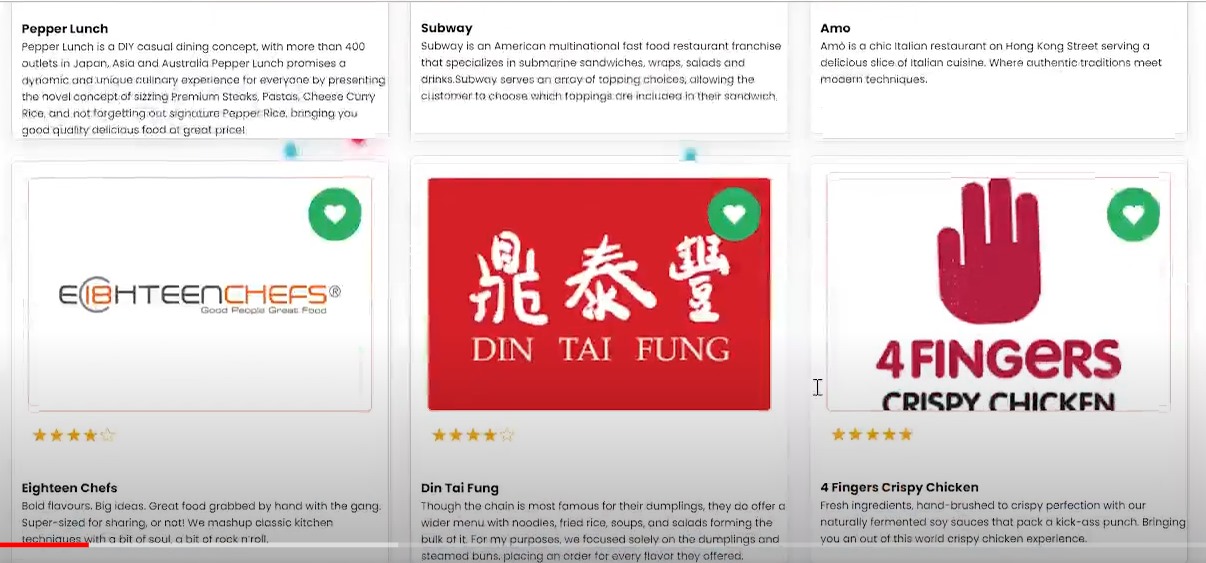 Pepper Lunch
Pepper Lunch is a DIY casual dining concept, with more than 400
outlets in Japan, Asia and Australia Pepper Lunch promises a
dynamic and unique culinary experience for everyone by presenting
the novel concept of sizzing Premium Steaks, Pastas, Cheese Curry
Rice, and not forgetting out signature Pepper Rice, bringing you
good quality delicious food at great price!
Subway
Subway is an American multinational fast food restaurant franchise
that specializes in submarine sandwiches, wraps, salads and
drinks.Subway serves an array of topping choices, allowing the
customer to choose which toppings are included in their sandwich.
Amo
Amò is a chic Italian restaurant on Hong Kong Street serving a
delicious slice of Italian cuisine. Where authentic traditions meet
modern techniques.
E18HTEENCHEFS®
Good People Great Food
Eighteen Chefs
Bold flavours. Big ideas. Great food grabbed by hand with the gang.
Super-sized for sharing, or not! We mashup classic kitchen
techniques with a bit of soul, a bit of rock n'roll.
鼎泰豐
DIN TAI FUNG
Din Tai Fung
Though the chain is most famous for their dumplings, they do offer a
wider menu with noodles, fried rice, soups, and salads forming the
bulk of it. For my purposes, we focused solely on the dumplings and
steamed buns, placing an order for every flavor they offered.
4FINGeRS
CRISPY CHICKEN
4 Fingers Crispy Chicken
Fresh ingredients, hand-brushed to crispy perfection with our
naturally fermented soy sauces that pack a kick-ass punch. Bringing
you an out of this world crispy chicken experience.